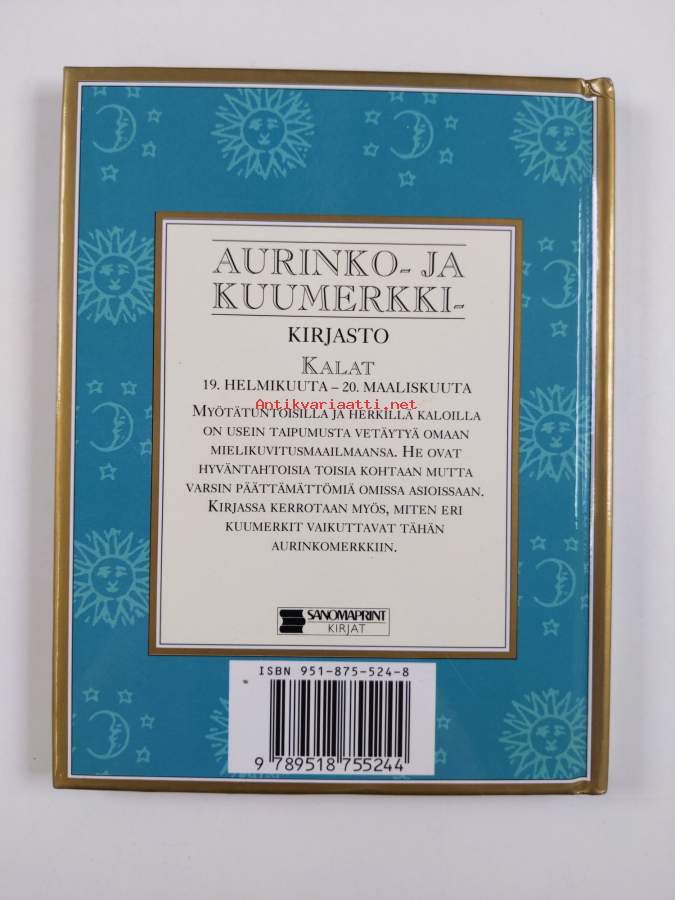 AURINKO- JA
KUUMERKKI-
KIRJASTO
KALAT
19. HELMIKUUTA – 20. MAALISKUUTA
Antikvariaatti.net
MYÖTÄTUNTOISILLA JA HERKILLÄ KALOILLA
ON USEIN TAIPUMUSTA VETÄYTYÄ OMAAN
MIELIKUVITUSMAAILMAANSA. HE OVAT
HYVÄNTAHTOISIA TOISIA KOHTAAN MUTTA
VARSIN PÄÄTTÄMÄTTÖMIÄ OMISSA ASIOISSAAN.
KIRJASSA KERROTAAN MYÖS, MITEN ERI
KUUMERKIT VAIKUTTAVAT TÄHÄN
AURINKOMERKKIIN.
SANOMAPRINT
KIRJAT
ISBN 951-875-524-8
9 789518 755244